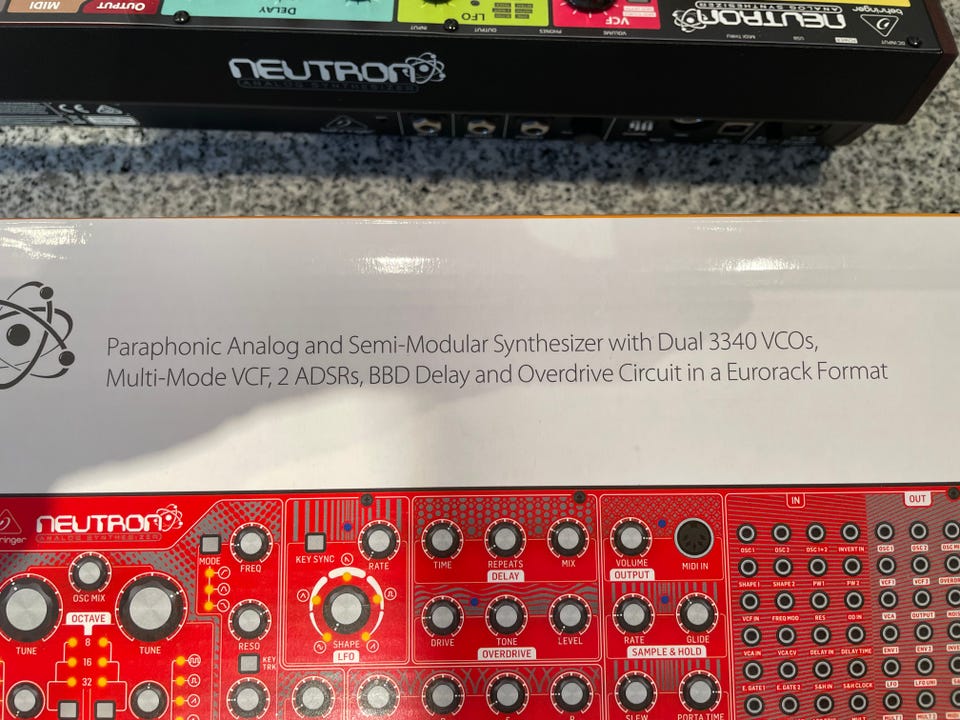 DELAY
LFO
VCF
NEUTRON
ANALOG SYNTHESIZER
behringer
MIDI
OUTPUT
INPUT
OUTPUT
PHONES
VOLUME
MIDI THRU
USB
POWER
DC INPUT
NEUTRON
ANALOG SYNTHESIZER
CE
Paraphonic Analog and Semi-Modular Synthesizer with Dual 3340 VCOs,
Multi-Mode VCF, 2 ADSRs, BBD Delay and Overdrive Circuit in a Eurorack Format
NEUTRON
ANALOG SYNTHESIZER
OSC MIX
OCTAVE
8
16
32
TUNE
TUNE
MODE
FREQ
RESO
KEY TRK
KEY SYNC
RATE
SHAPE
LFO
TIME
REPEATS
MIX
DELAY
DRIVE
TONE
LEVEL
OVERDRIVE
VOLUME
MIDI IN
OUTPUT
RATE
GLIDE
SAMPLE & HOLD
SLEW
PORTA TIME
IN
OUT
OSC 1
OSC 2
OSC 1+2
INVERT IN
OSC 1
OSC 2
OSC MI
SHAPE 1
SHAPE 2
PW 1
PW 2
VCF 1
VCF 2
OVERDR
VCF IN
FREQ MOD
RES
OD IN
VCA
OUTPUT
NOIS
VCA IN
VCA CV
DELAY IN
DELAY TIME
ENV 1
ENV 2
E. GATE 1
E. GATE 2
S&H IN
S&H CLOCK
LFO
LFO UNI